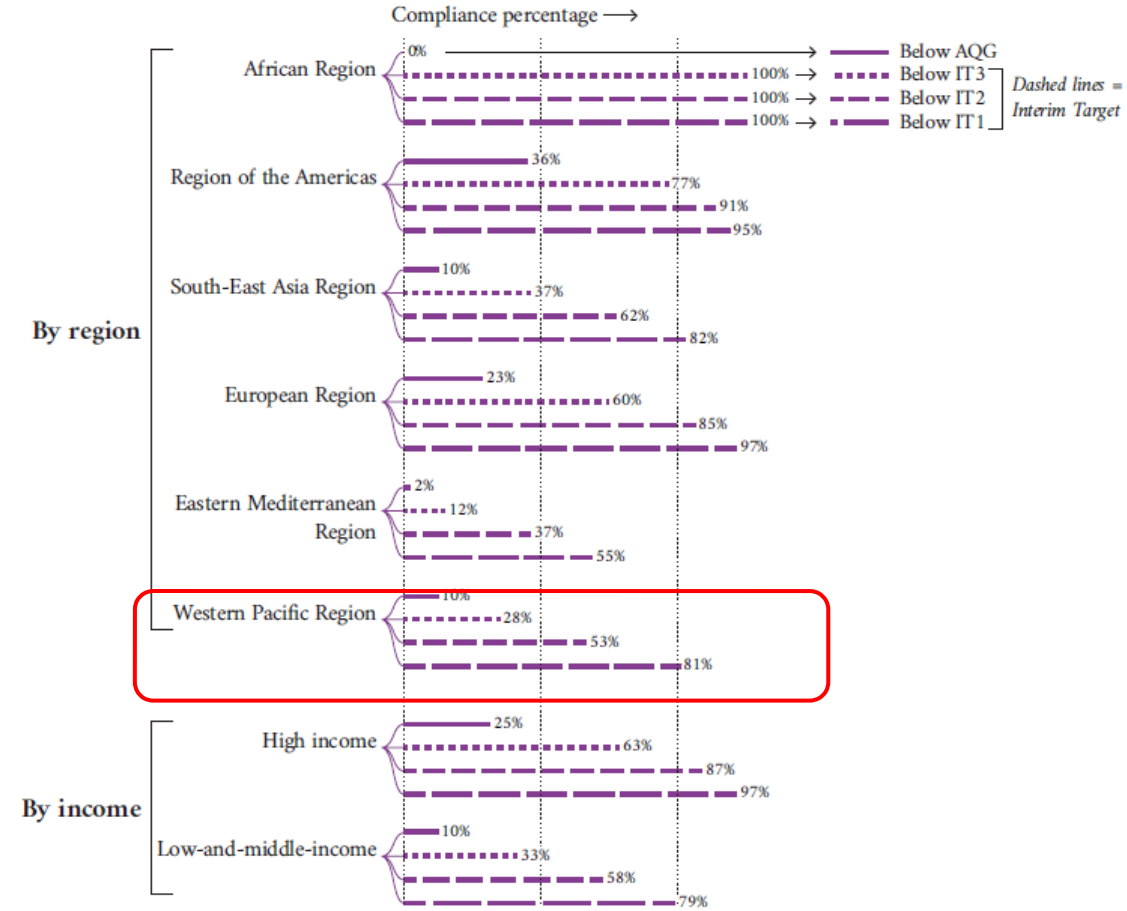 Compliance percentage
0%
Below AQG
African Region
100%
Below IT3
100%
Below IT2
100%
Below IT1
Dashed lines =
Interim Target
36%
Region of the Americas
77%
91%
95%
10%
South-East Asia Region
37%
62%
82%
By region
23%
European Region
60%
85%
97%
2%
Eastern Mediterranean
Region
12%
37%
55%
10%
Western Pacific Region
28%
53%
81%
25%
High income
63%
87%
97%
By income
10%
Low-and-middle-income
33%
58%
79%